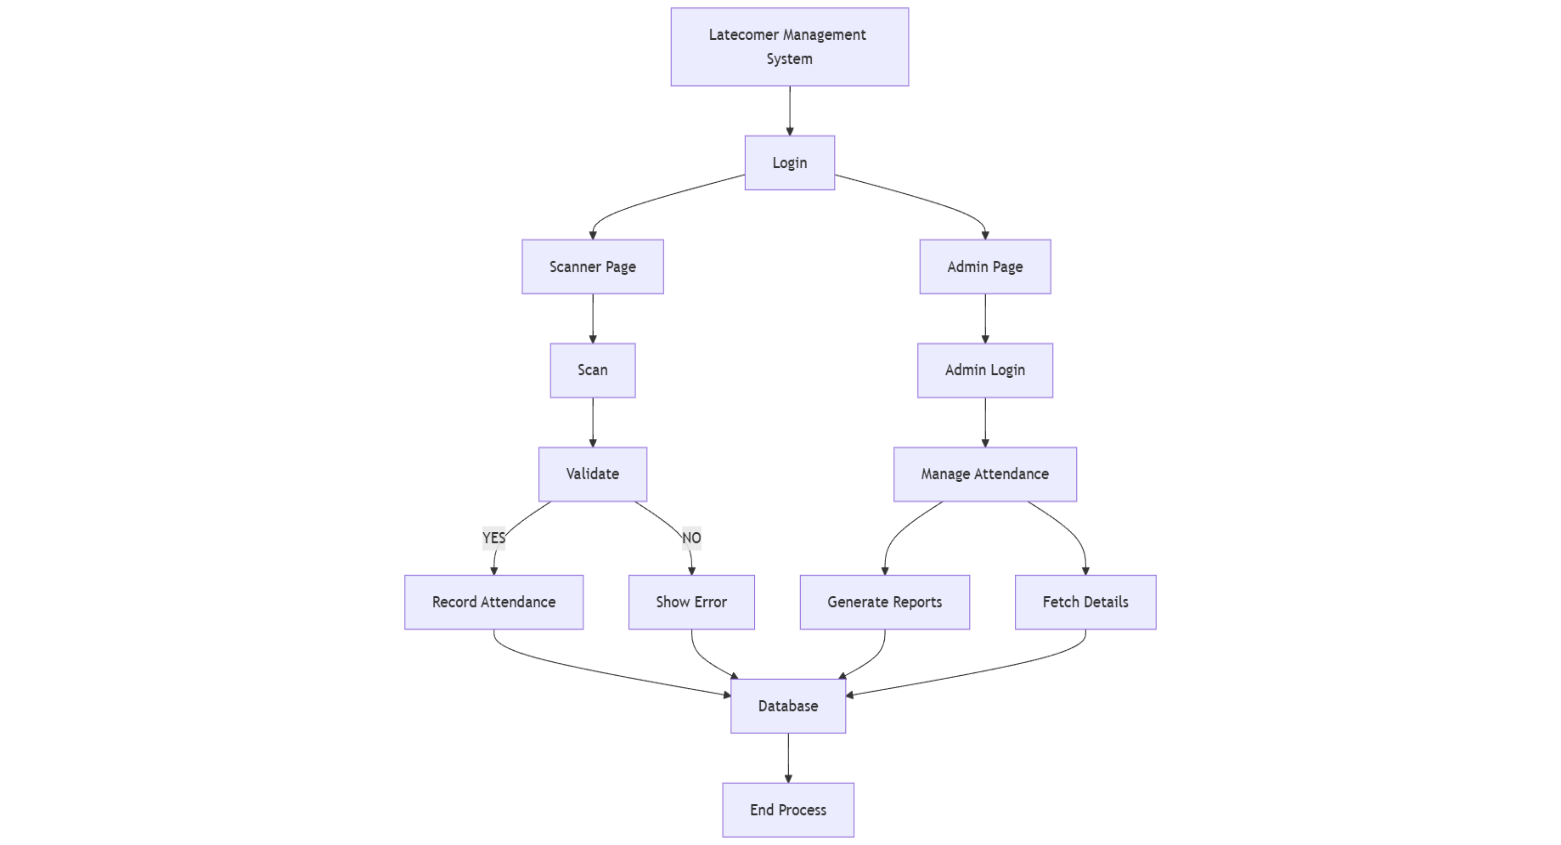 Latecomer Management
System
Login
Scanner Page
Admin Page
Scan
Admin Login
Validate
Manage Attendance
YES
NO
Record Attendance
Show Error
Generate Reports
Fetch Details
Database
End Process